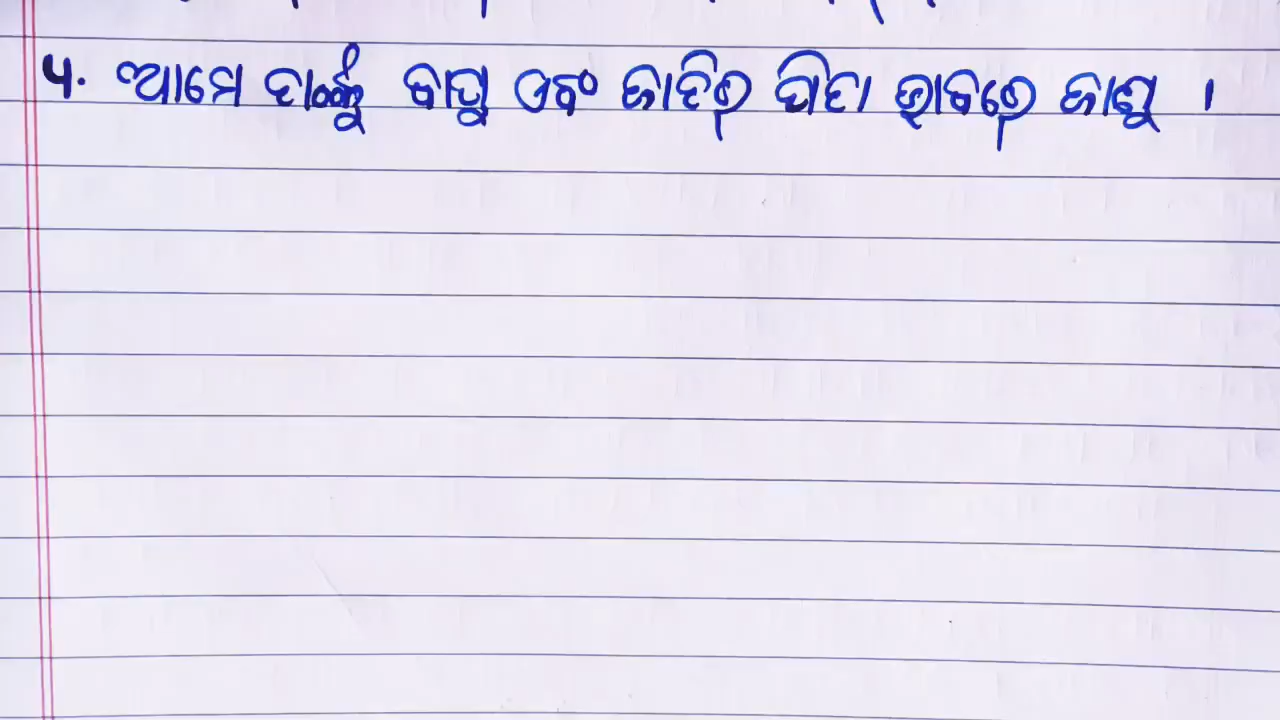 ୫. ଆମେ ତାଙ୍କୁ ବାପୁ ଏବଂ ଜାତିର ପିତା ଭାବରେ ଜାଣୁ ।